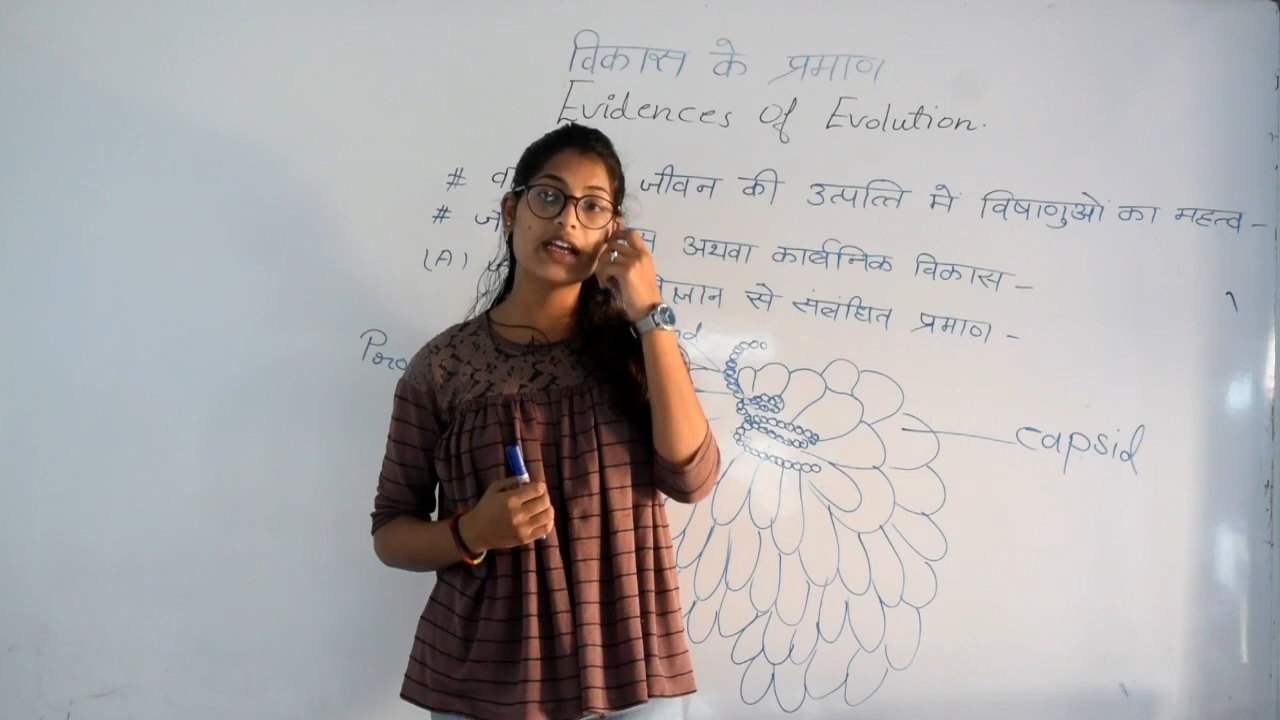 विकास के प्रमाण
Evidences Of Evolution.
# जीवन की उत्पत्ति में विषाणुओं का महत्व -
# अथवा कार्बनिक विकास -
(A) से संबंधित प्रमाण -
capsid